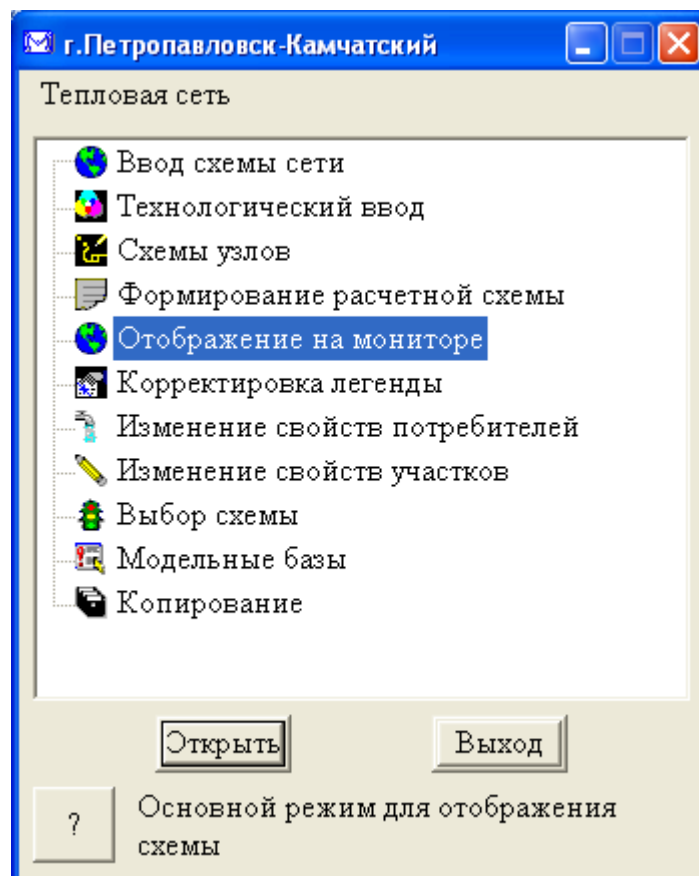 г.Петропавловск-Камчатский
Тепловая сеть
Ввод схемы сети
Технологический ввод
Схемы узлов
Формирование расчетной схемы
Отображение на мониторе
Корректировка легенды
Изменение свойств потребителей
Изменение свойств участков
Выбор схемы
Модельные базы
Копирование
Открыть
Выход
?
Основной режим для отображения
схемы